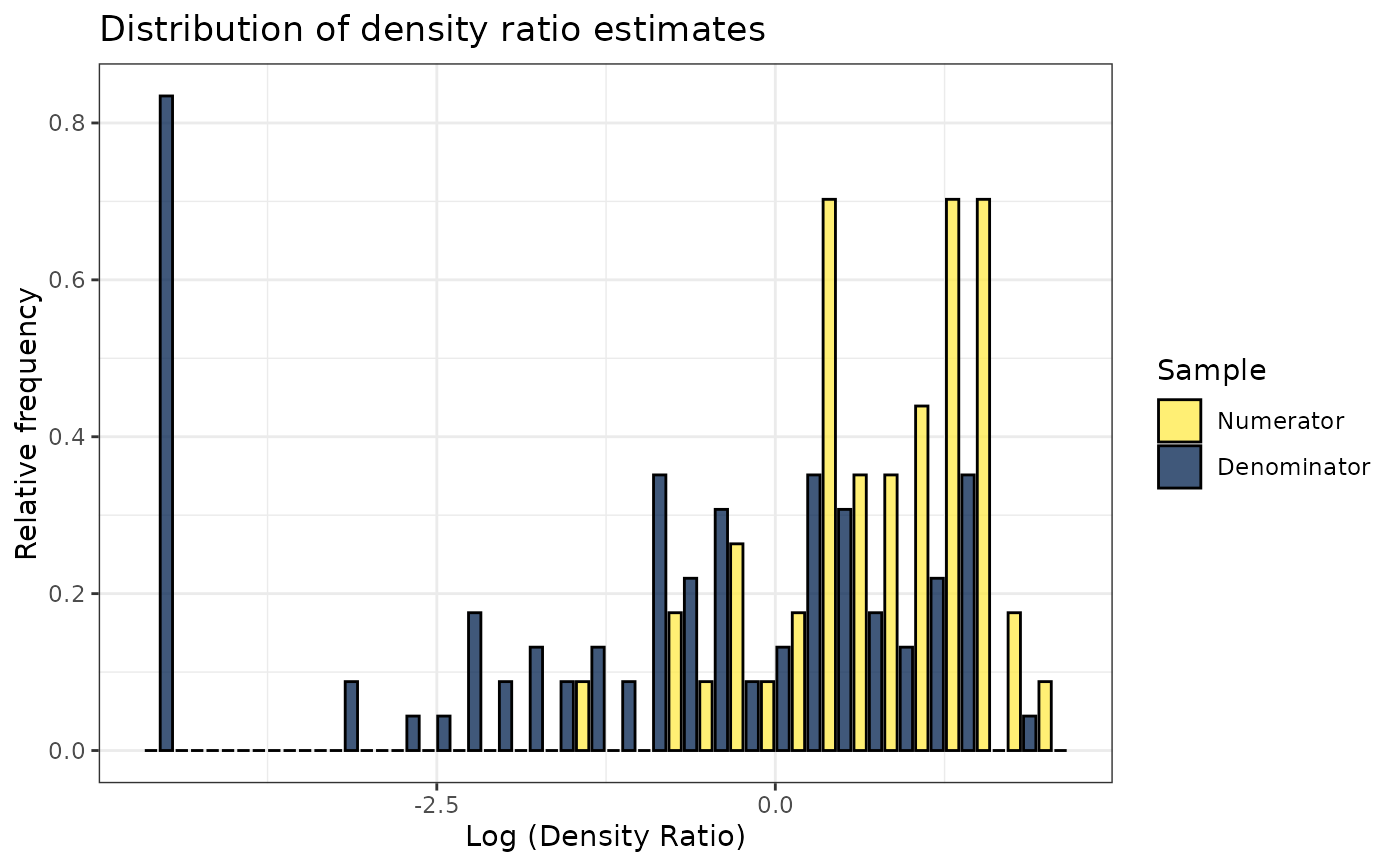 Distribution of density ratio estimates
Relative frequency
0.8
0.6
0.4
0.2
0.0
-2.5
0.0
Log (Density Ratio)
Sample
Numerator
Denominator